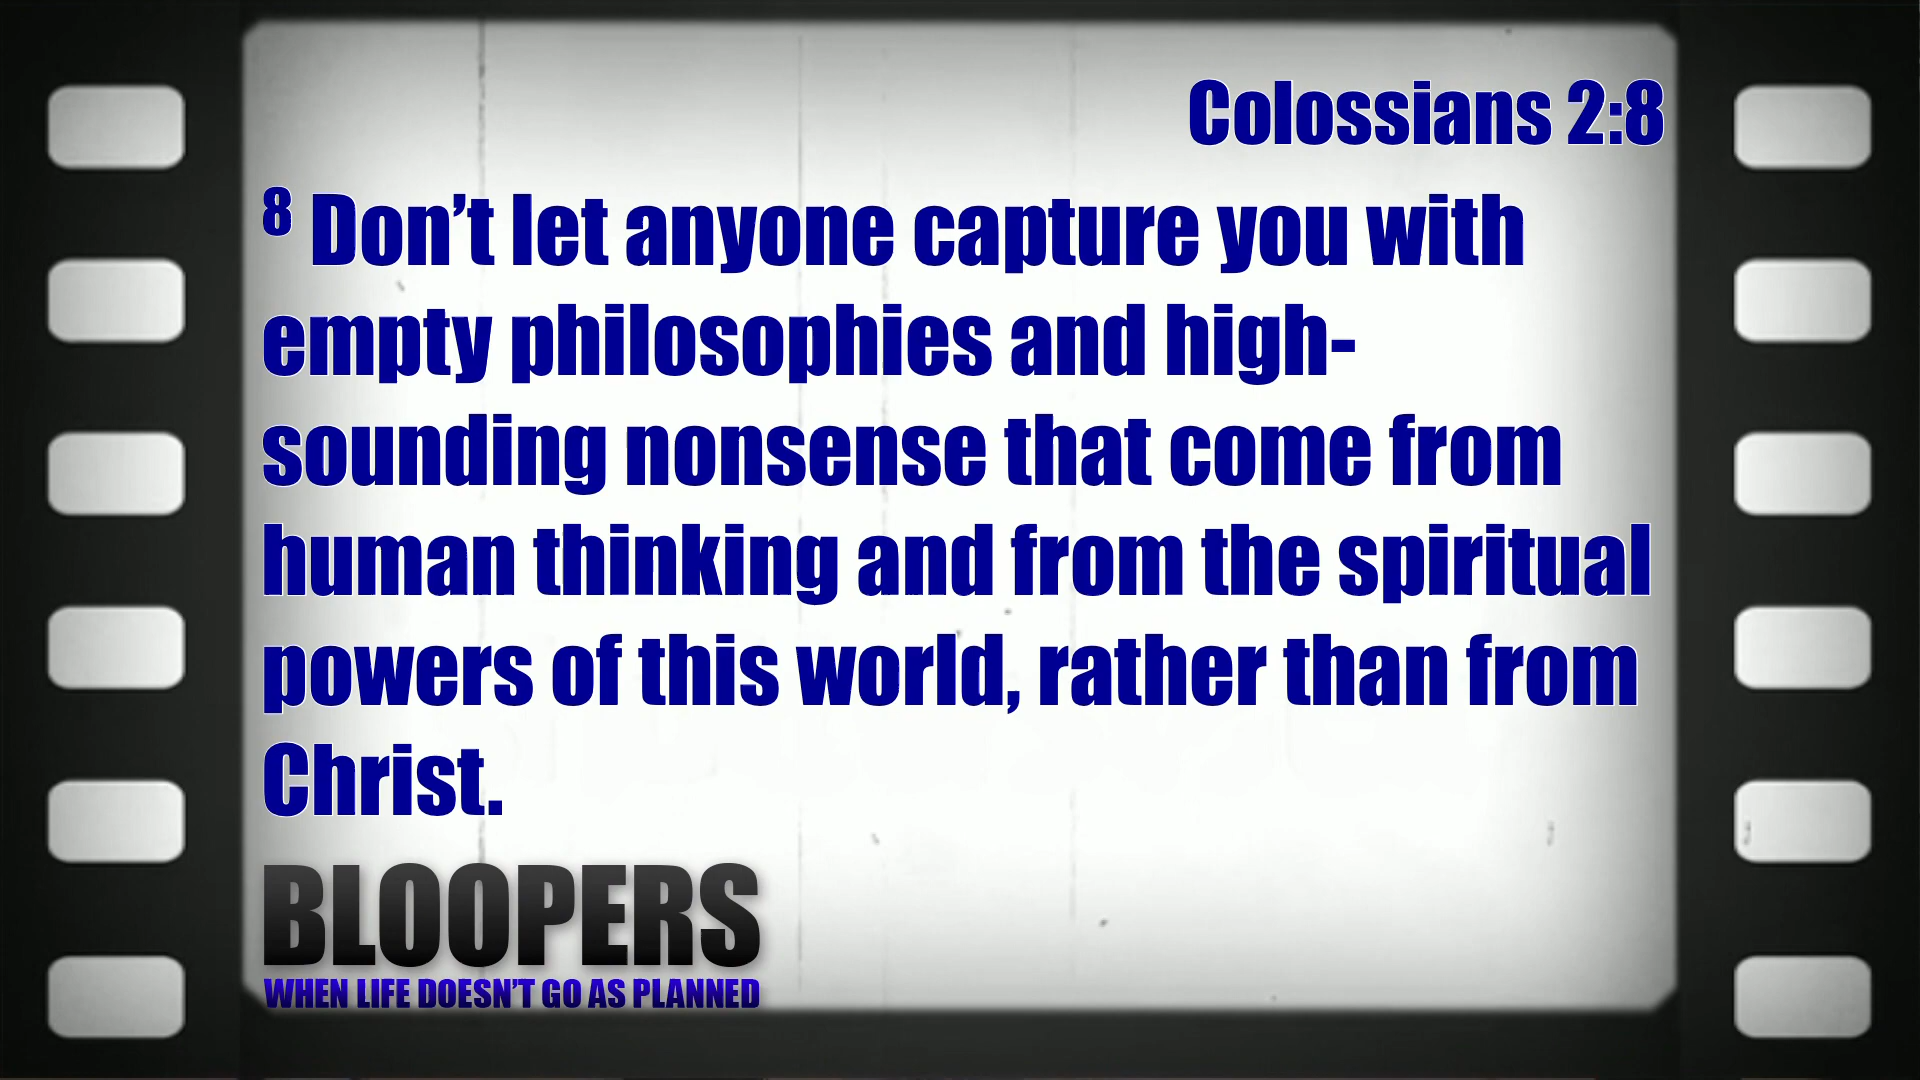 Colossians 2:8
8 Don’t let anyone capture you with
empty philosophies and high-
sounding nonsense that come from
human thinking and from the spiritual
powers of this world, rather than from
Christ.
BLOOPERS
WHEN LIFE DOESN’T GO AS PLANNED